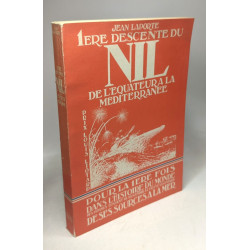 JEAN LAPORTE
1ERE DESCENTE DU
NIL
DE L'EQUATEUR A LA
MEDITERRANEE
POUR LA 1ERE FOIS
DANS L'HISTOIRE DU MONDE
DE SES SOURCES A LA MER